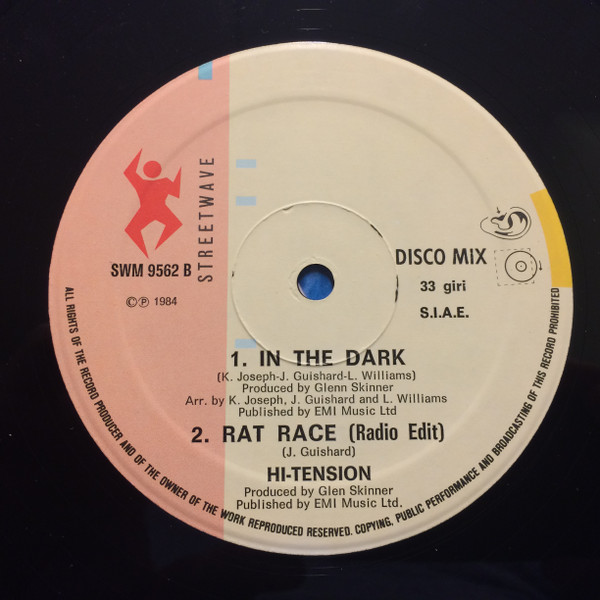 STREETWAVE
SWM 9562 B
©℗ 1984
DISCO MIX
33 giri
S.I.A.E.
1. IN THE DARK
(K. Joseph-J. Guishard-L. Williams)
Produced by Glenn Skinner
Arr. by K. Joseph, J. Guishard and L. Williams
Published by EMI Music Ltd
2. RAT RACE (Radio Edit)
(J. Guishard)
HI-TENSION
Produced by Glen Skinner
Published by EMI Music Ltd.
ALL RIGHTS OF THE RECORD PRODUCER AND OF THE OWNER OF THE WORK REPRODUCED RESERVED. COPYING, PUBLIC PERFORMANCE AND BROADCASTING OF THIS RECORD PROHIBITED